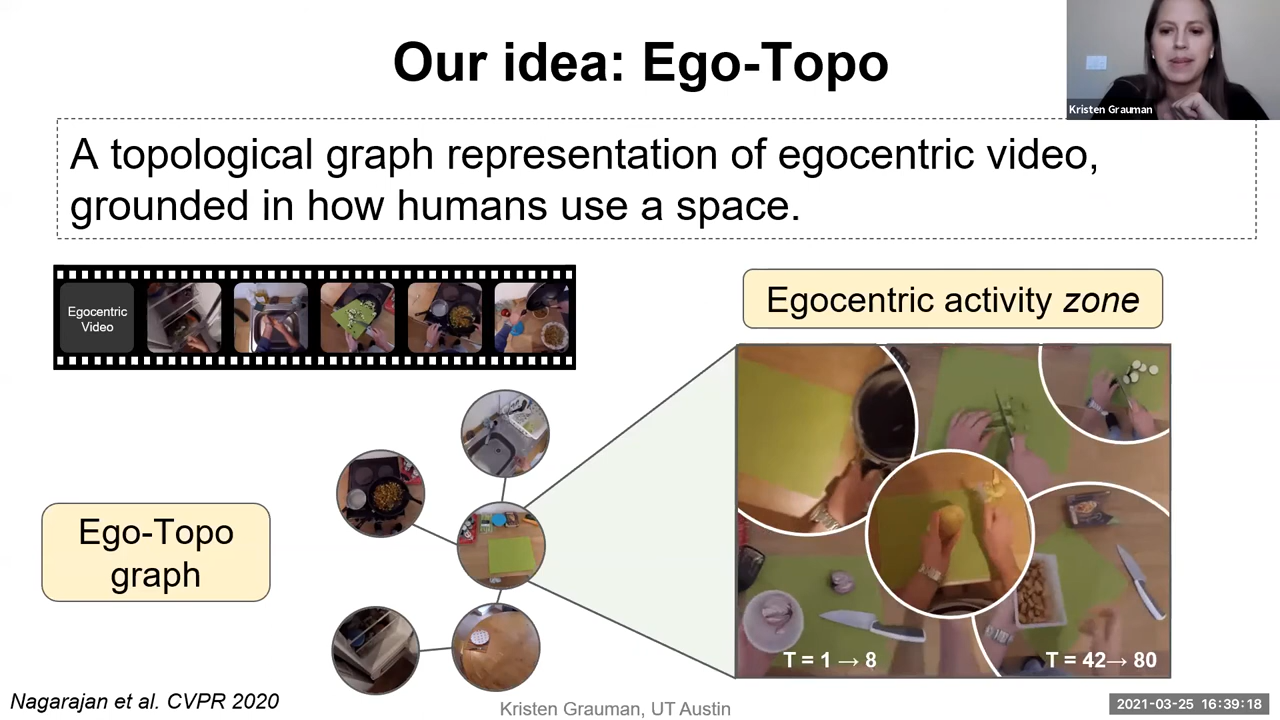 Our idea: Ego-Topo
Kristen Grauman
A topological graph representation of egocentric video,
grounded in how humans use a space.
Egocentric
Video
Egocentric activity zone
Ego-Topo
graph
T = 1 → 8
T = 42→ 80
Nagarajan et al. CVPR 2020
Kristen Grauman, UT Austin
2021-03-25 16:39:18